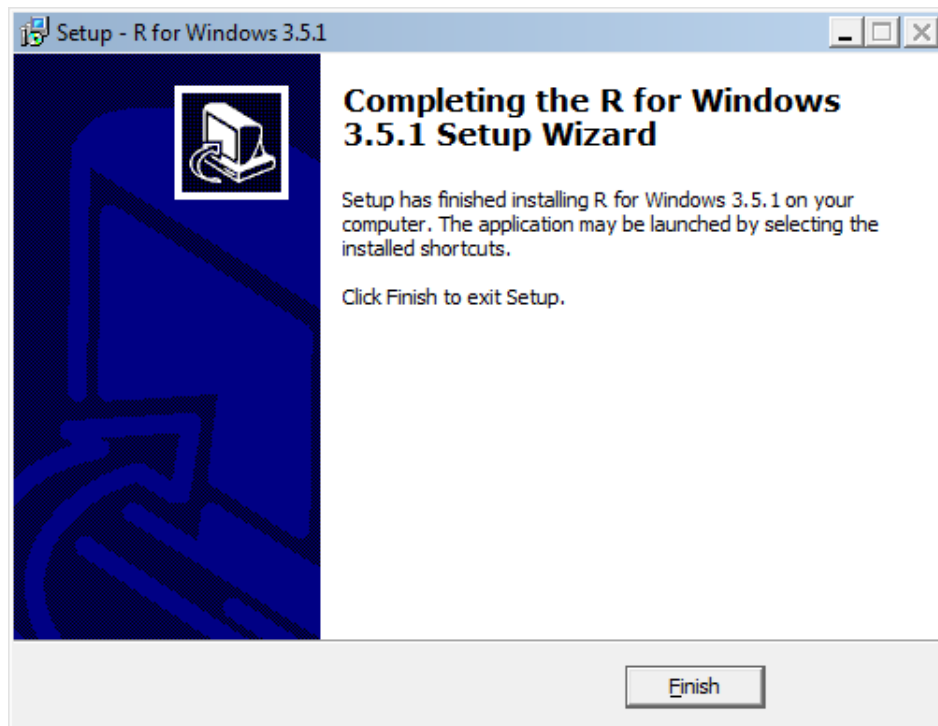 Setup - R for Windows 3.5.1
Completing the R for Windows
3.5.1 Setup Wizard
Setup has finished installing R for Windows 3.5.1 on your
computer. The application may be launched by selecting the
installed shortcuts.
Click Finish to exit Setup.
Finish